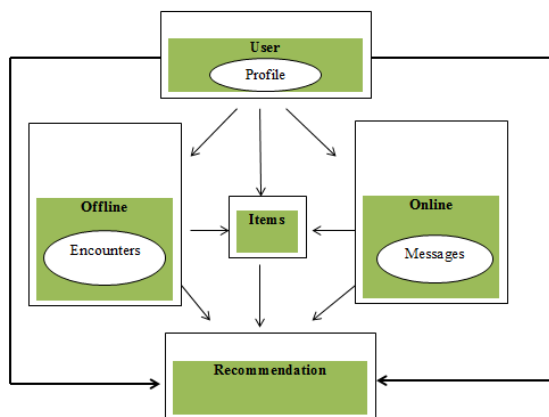 User
Profile
Offline
Encounters
Items
Online
Messages
Recommendation